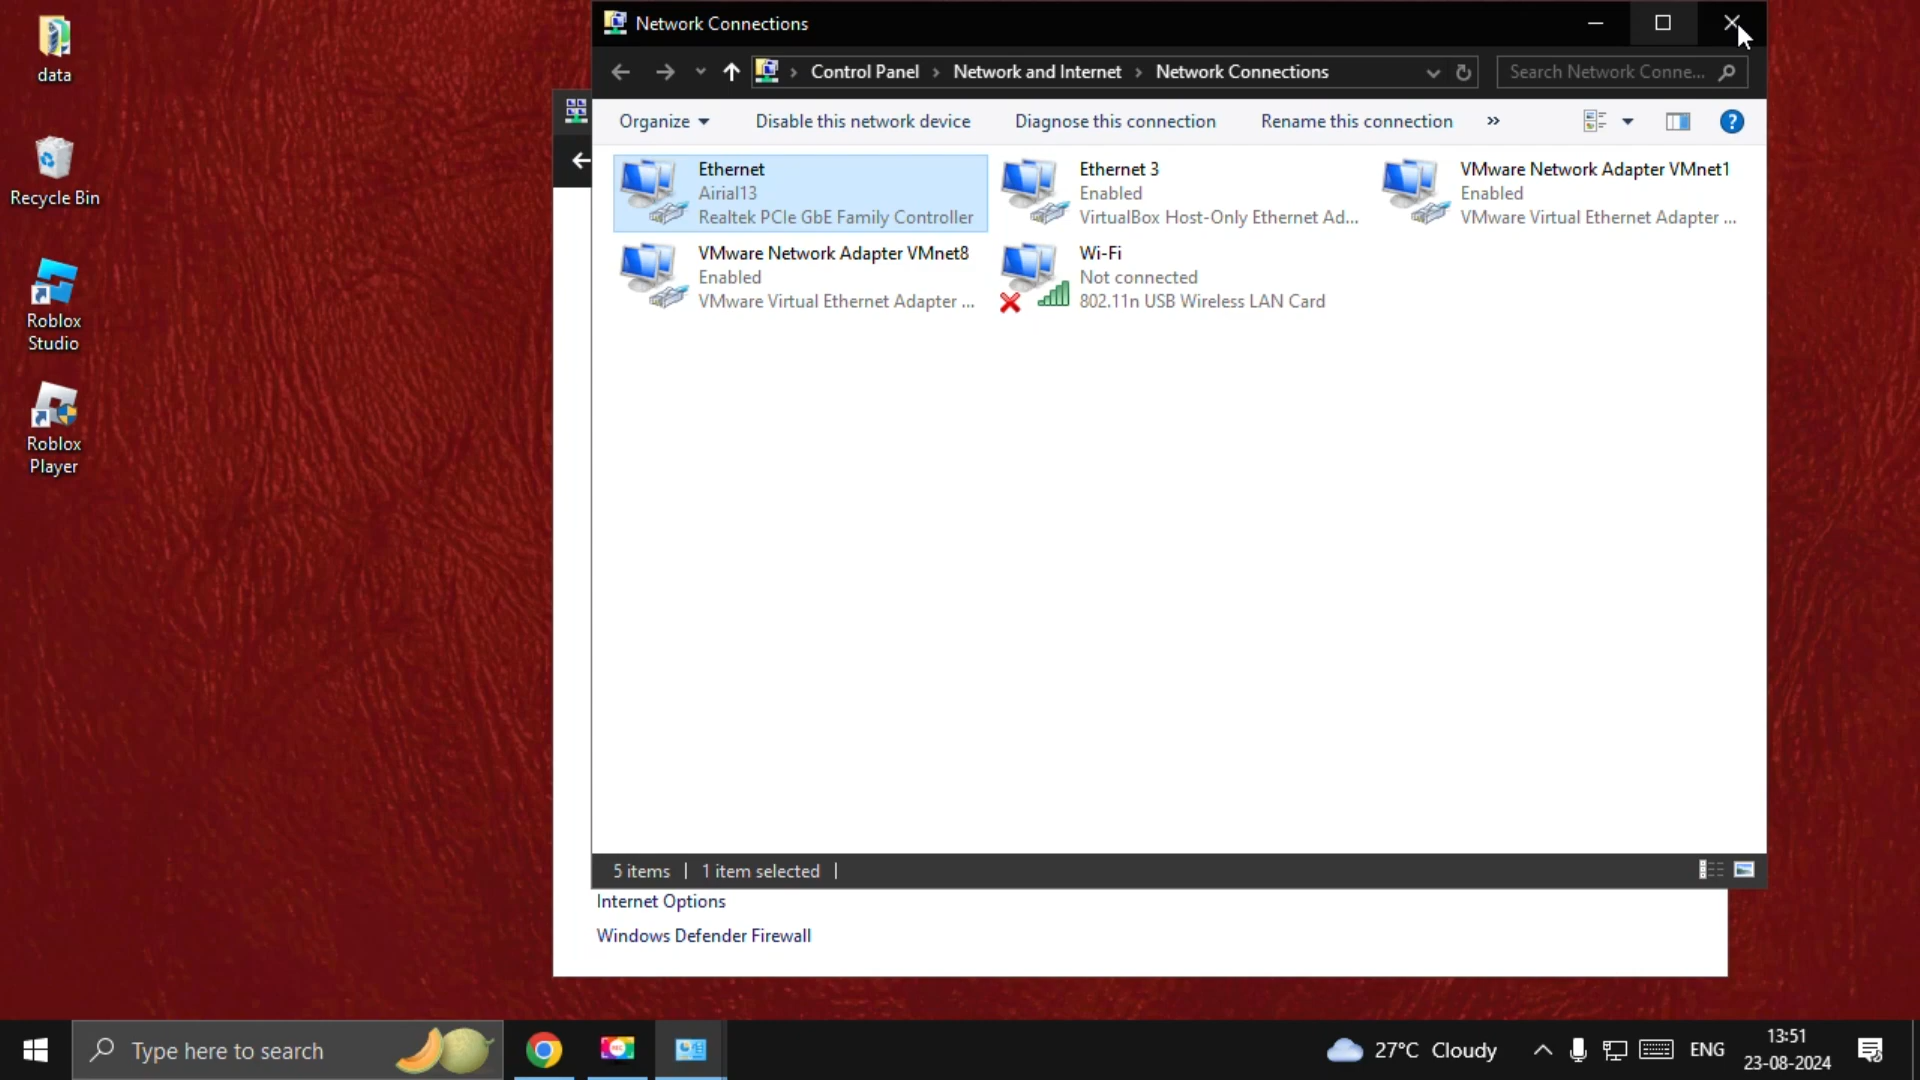 data
Recycle Bin
Roblox
Studio
Roblox
Player
Network Connections
Control Panel
Network and Internet
Network Connections
Search Network Conne...
Organize
Disable this network device
Diagnose this connection
Rename this connection
»
Ethernet
Airial13
Realtek PCIe GbE Family Controller
Ethernet 3
Enabled
VirtualBox Host-Only Ethernet Ad...
VMware Network Adapter VMnet1
Enabled
VMware Virtual Ethernet Adapter ...
VMware Network Adapter VMnet8
Enabled
VMware Virtual Ethernet Adapter ...
Wi-Fi
Not connected
802.11n USB Wireless LAN Card
5 items
1 item selected
Internet Options
Windows Defender Firewall
Type here to search
27°C Cloudy
ENG
13:51
23-08-2024